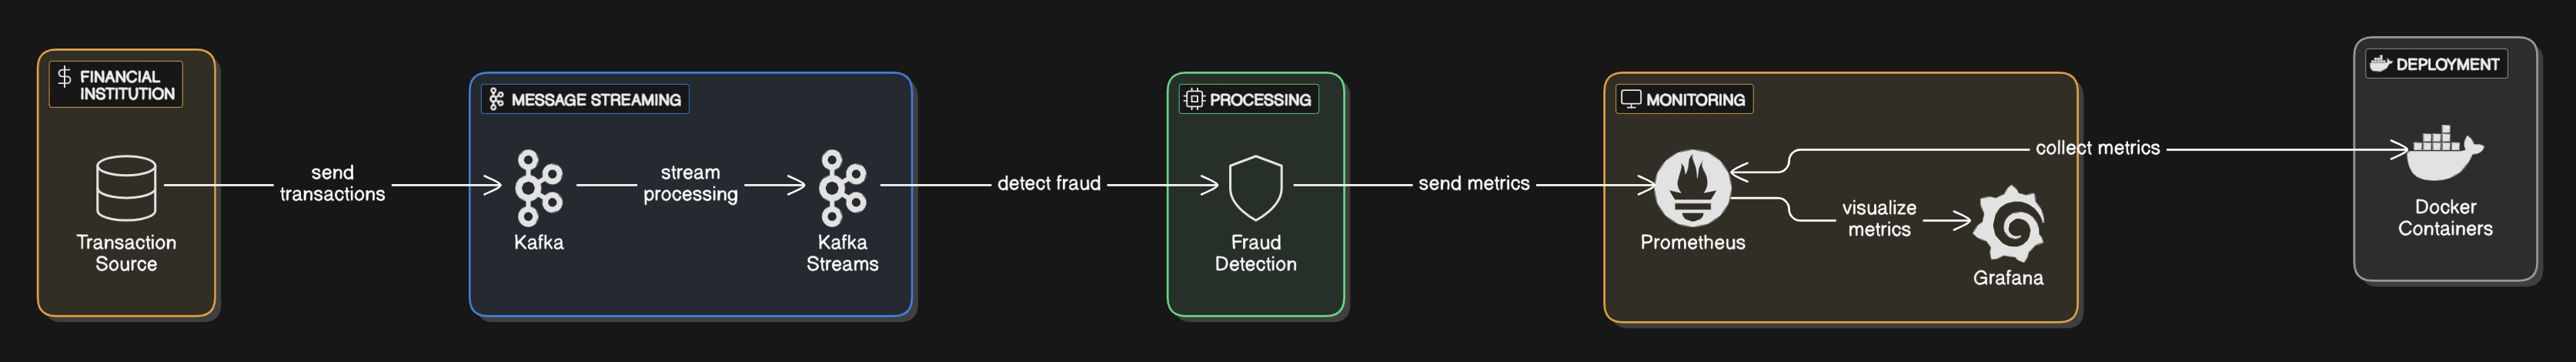 FINANCIAL
INSTITUTION
Transaction
Source
send
transactions
MESSAGE STREAMING
Kafka
stream
processing
Kafka
Streams
detect fraud
PROCESSING
Fraud
Detection
send metrics
MONITORING
Prometheus
collect metrics
visualize
metrics
Grafana
DEPLOYMENT
Docker
Containers